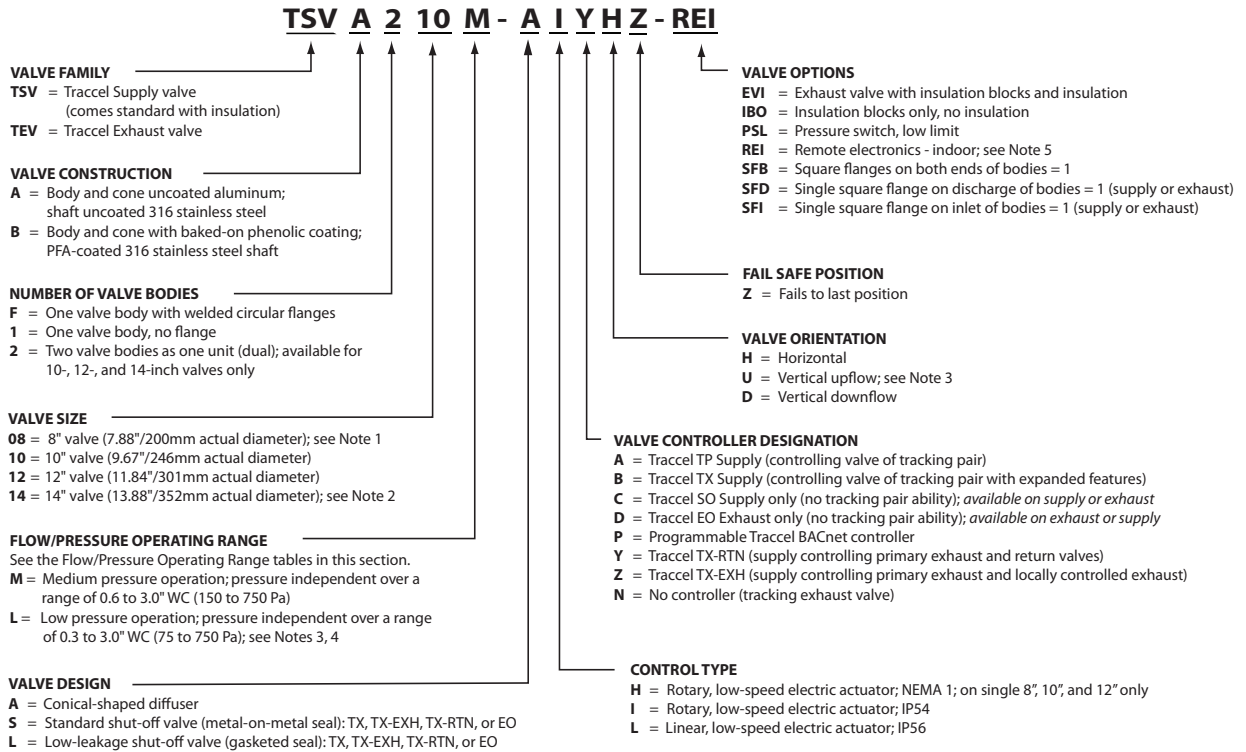 TSV A 2 10 M - A I Y H Z - REI
VALVE FAMILY
TSV = Traccel Supply valve
(comes standard with insulation)
TEV = Traccel Exhaust valve
VALVE CONSTRUCTION
A = Body and cone uncoated aluminum;
shaft uncoated 316 stainless steel
B = Body and cone with baked-on phenolic coating;
PFA-coated 316 stainless steel shaft
NUMBER OF VALVE BODIES
F = One valve body with welded circular flanges
1 = One valve body, no flange
2 = Two valve bodies as one unit (dual); available for
10-, 12-, and 14-inch valves only
VALVE SIZE
08 = 8" valve (7.88"/200mm actual diameter); see Note 1
10 = 10" valve (9.67"/246mm actual diameter)
12 = 12" valve (11.84"/301mm actual diameter)
14 = 14" valve (13.88"/352mm actual diameter); see Note 2
FLOW/PRESSURE OPERATING RANGE
See the Flow/Pressure Operating Range tables in this section.
M = Medium pressure operation; pressure independent over a
range of 0.6 to 3.0" WC (150 to 750 Pa)
L = Low pressure operation; pressure independent over a range
of 0.3 to 3.0" WC (75 to 750 Pa); see Notes 3, 4
VALVE DESIGN
A = Conical-shaped diffuser
S = Standard shut-off valve (metal-on-metal seal): TX, TX-EXH, TX-RTN, or EO
L = Low-leakage shut-off valve (gasketed seal): TX, TX-EXH, TX-RTN, or EO
VALVE OPTIONS
EVI = Exhaust valve with insulation blocks and insulation
IBO = Insulation blocks only, no insulation
PSL = Pressure switch, low limit
REI = Remote electronics - indoor; see Note 5
SFB = Square flanges on both ends of bodies = 1
SFD = Single square flange on discharge of bodies = 1 (supply or exhaust)
SFI = Single square flange on inlet of bodies = 1 (supply or exhaust)
FAIL SAFE POSITION
Z = Fails to last position
VALVE ORIENTATION
H = Horizontal
U = Vertical upflow; see Note 3
D = Vertical downflow
VALVE CONTROLLER DESIGNATION
A = Traccel TP Supply (controlling valve of tracking pair)
B = Traccel TX Supply (controlling valve of tracking pair with expanded features)
C = Traccel SO Supply only (no tracking pair ability); available on supply or exhaust
D = Traccel EO Exhaust only (no tracking pair ability); available on exhaust or supply
P = Programmable Traccel BACnet controller
Y = Traccel TX-RTN (supply controlling primary exhaust and return valves)
Z = Traccel TX-EXH (supply controlling primary exhaust and locally controlled exhaust)
N = No controller (tracking exhaust valve)
CONTROL TYPE
H = Rotary, low-speed electric actuator; NEMA 1; on single 8", 10", and 12" only
I = Rotary, low-speed electric actuator; IP54
L = Linear, low-speed electric actuator; IP56